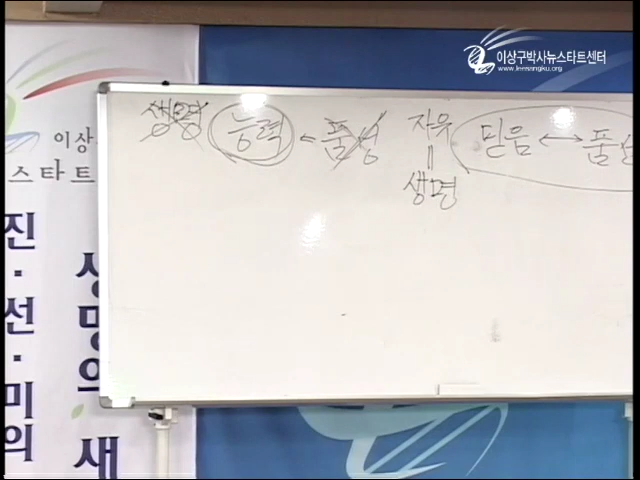 이상구박사뉴스타트센터
www.leesangku.org
생명 능력 ← 품성 자유 믿음 ↔ 품성
||
생명
이상
스타트
진·선·미의
생명의 새